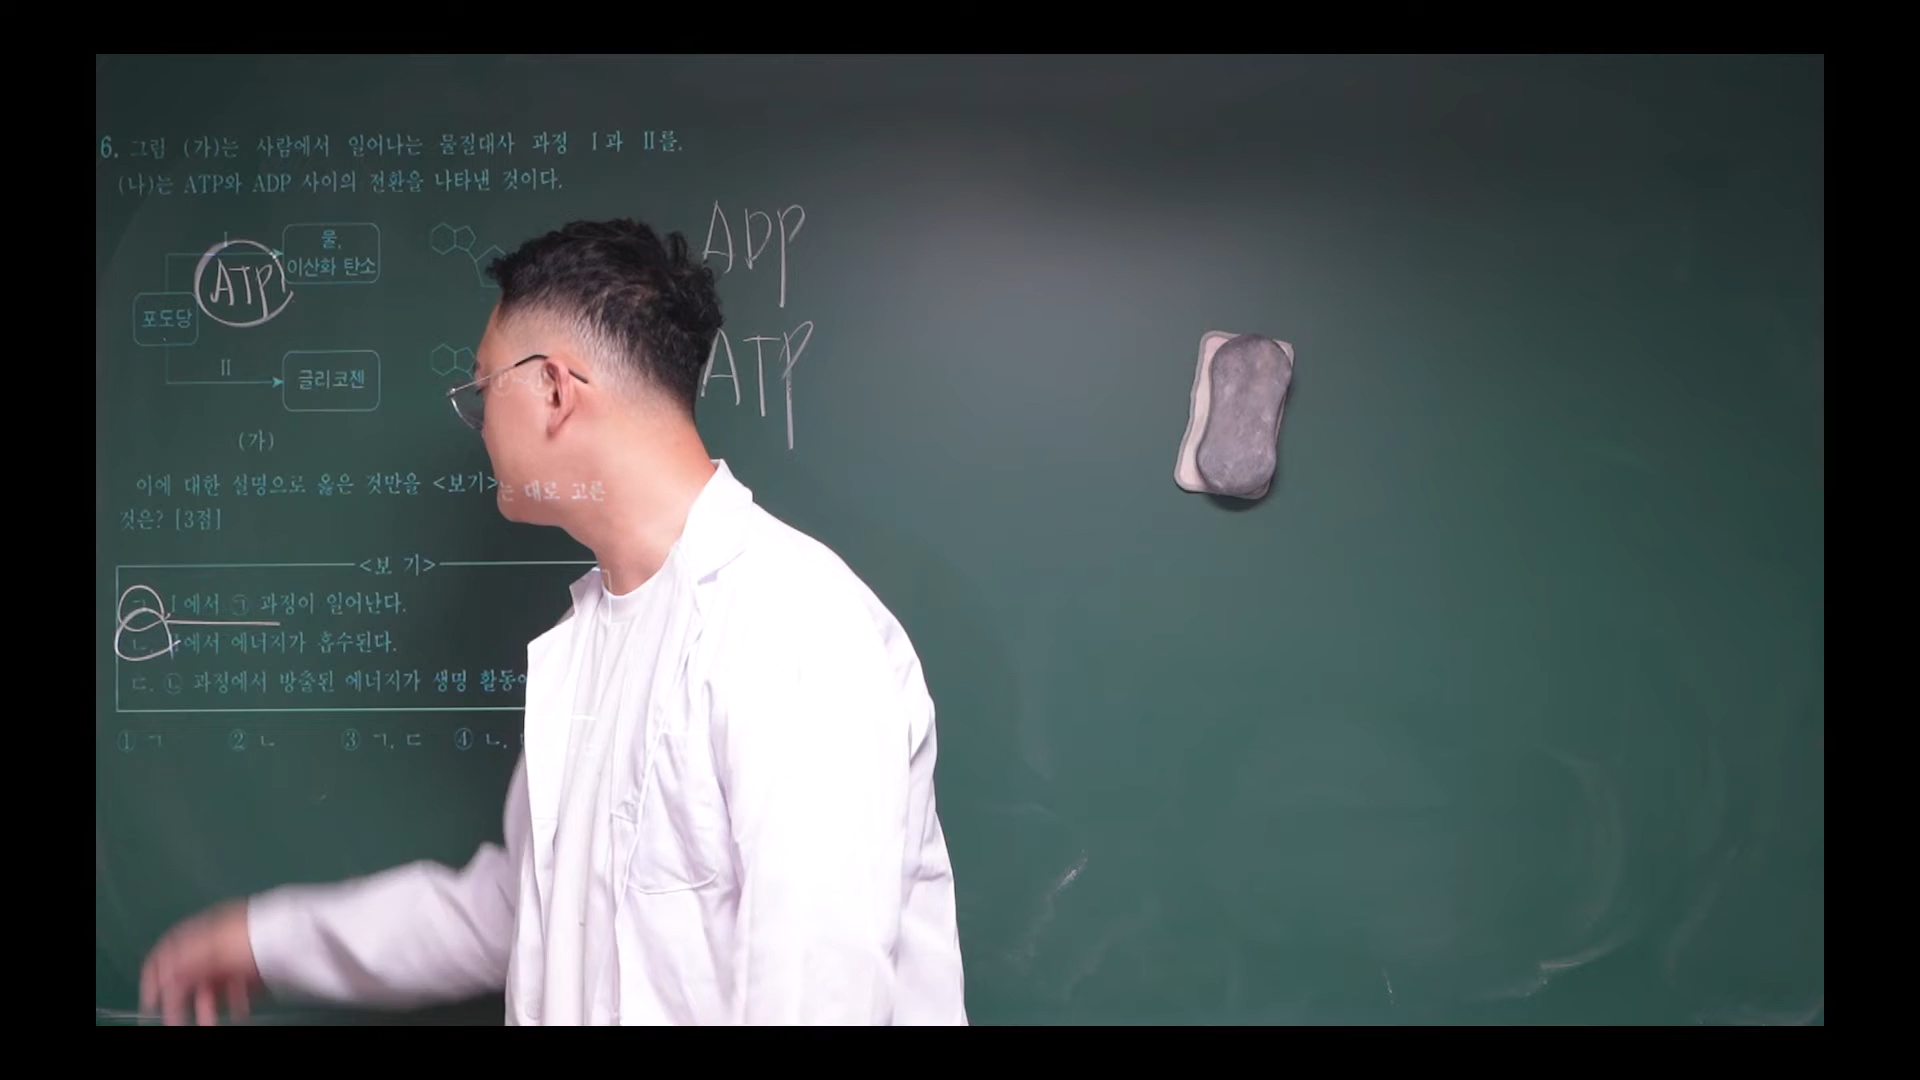 6. 그림 (가)는 사람에서 일어나는 물질대사 과정 Ⅰ과 Ⅱ를,
(나)는 ATP와 ADP 사이의 전환을 나타낸 것이다.
Ⅰ
물,
이산화 탄소
ATP
포도당
Ⅱ
글리코젠
(가)
ADP
ATP
이에 대한 설명으로 옳은 것만을 <보기>는 대로 고른
것은? [3점]
<보 기>
ㄱ. Ⅰ에서 ㉠ 과정이 일어난다.
ㄴ. 에서 에너지가 흡수된다.
ㄷ. ㉡ 과정에서 방출된 에너지가 생명 활동에
① ㄱ ② ㄴ ③ ㄱ, ㄷ ④ ㄴ,